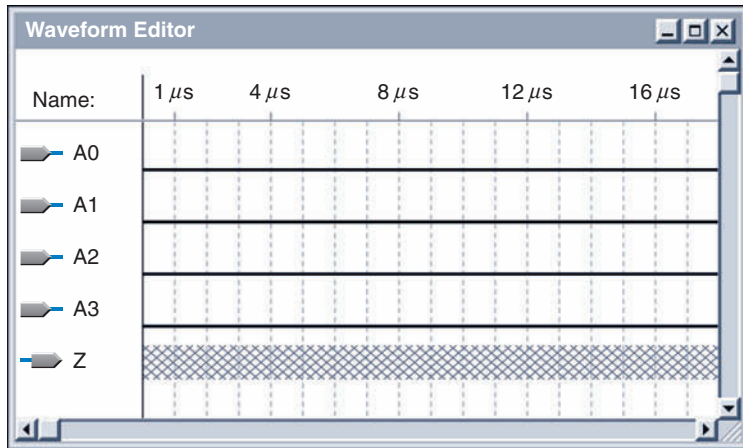 Waveform Editor
Name:
1 μs 4 μs 8 μs 12 μs 16 μs
A0
A1
A2
A3
Z